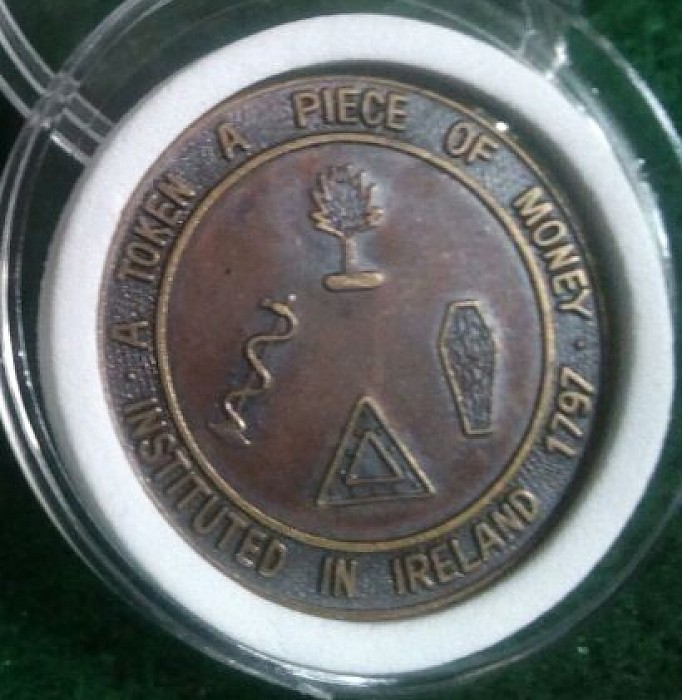 A TOKEN A PIECE OF MONEY
INSTITUTED IN IRELAND 1797